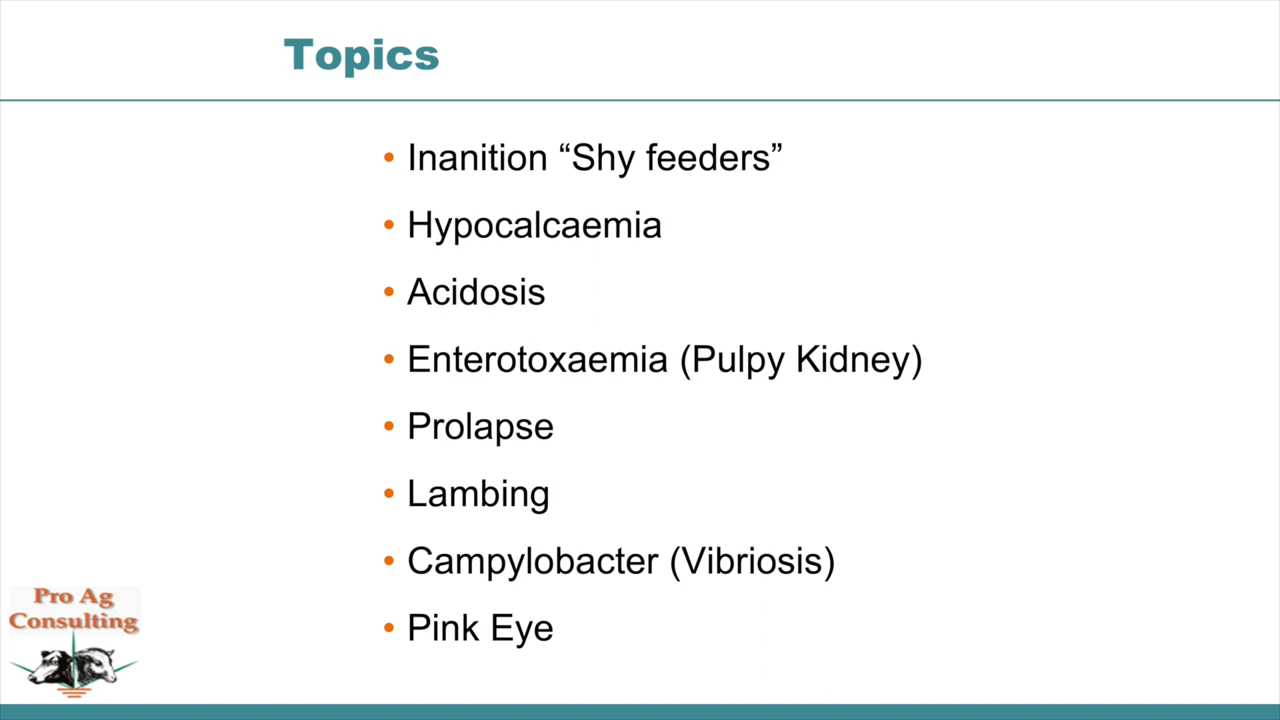 Topics
• Inanition “Shy feeders”
• Hypocalcaemia
• Acidosis
• Enterotoxaemia (Pulpy Kidney)
• Prolapse
• Lambing
• Campylobacter (Vibriosis)
• Pink Eye
Pro Ag
Consulting